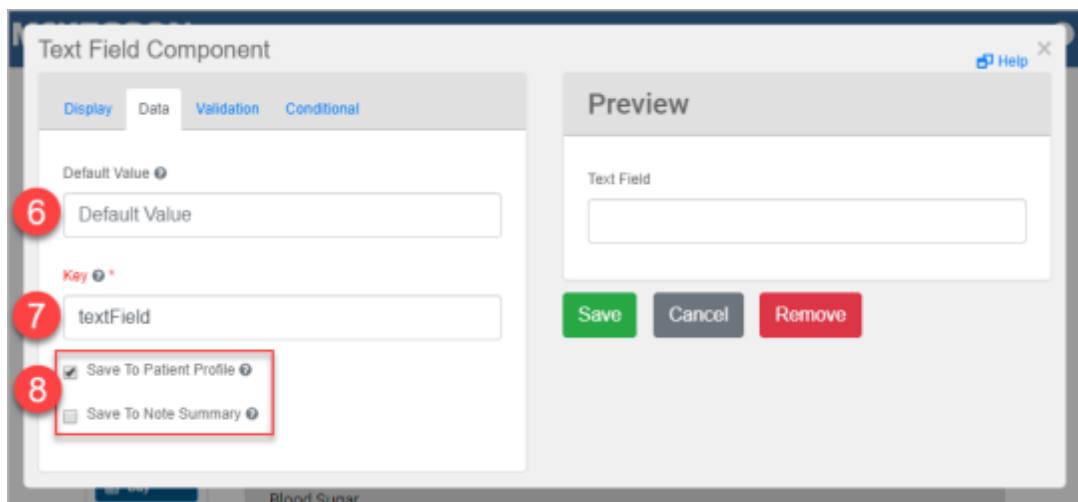 Text Field Component
Help
Display Data Validation Conditional
Default Value
6
Default Value
Key *
7
textField
8
Save To Patient Profile
Save To Note Summary
Preview
Text Field
Save Cancel Remove
Blood Sugar